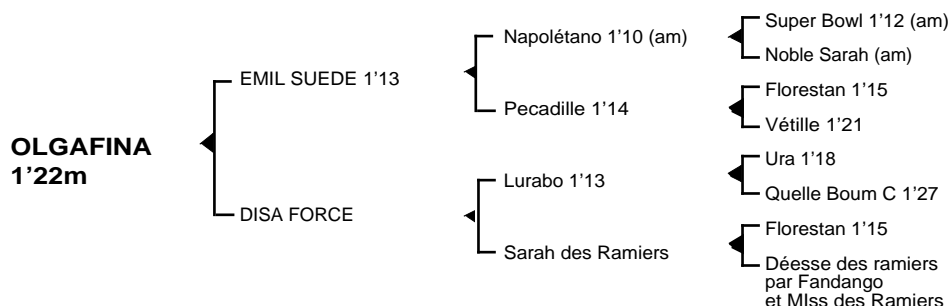 OLGAFINA
1’22m
EMIL SUEDE 1’13
DISA FORCE
Napolétano 1’10 (am)
Pecadille 1’14
Lurabo 1’13
Sarah des Ramiers
Super Bowl 1’12 (am)
Noble Sarah (am)
Florestan 1’15
Vétille 1’21
Ura 1’18
Quelle Boum C 1’27
Florestan 1’15
Déesse des ramiers
par Fandango
et MIss des Ramiers